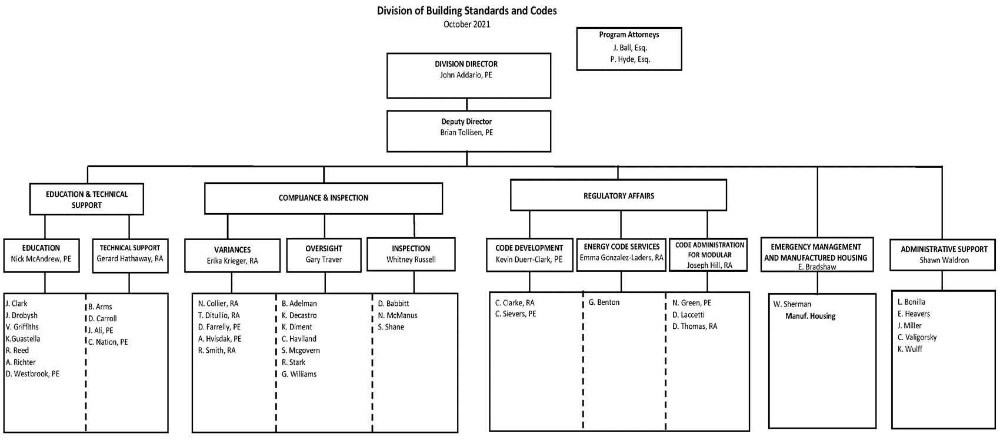 Division of Building Standards and Codes
October 2021
Program Attorneys
J. Ball, Esq.
P. Hyde, Esq.
DIVISION DIRECTOR
John Addario, PE
Deputy Director
Brian Tollisen, PE
EDUCATION & TECHNICAL
SUPPORT
COMPLIANCE & INSPECTION
REGULATORY AFFAIRS
EDUCATION
Nick McAndrew, PE
TECHNICAL SUPPORT
Gerard Hathaway, RA
VARIANCES
Erika Krieger, RA
OVERSIGHT
Gary Traver
INSPECTION
Whitney Russell
CODE DEVELOPMENT
Kevin Duerr-Clark, PE
ENERGY CODE SERVICES
Emma Gonzalez-Laders, RA
CODE ADMINISTRATION
FOR MODULAR
Joseph Hill, RA
EMERGENCY MANAGEMENT
AND MANUFACTURED HOUSING
E. Bradshaw
ADMINISTRATIVE SUPPORT
Shawn Waldron
J. Clark
J. Drobysh
V. Griffiths
K.Guastella
R. Reed
A. Richter
D. Westbrook, PE
B. Arms
D. Carroll
J. Ali, PE
C. Nation, PE
N. Collier, RA
T. Ditullio, RA
D. Farrelly, PE
A. Hvisdak, PE
R. Smith, RA
B. Adelman
K. Decastro
K. Diment
C. Haviland
S. Mcgovern
R. Stark
G. Williams
D. Babbitt
N. McManus
S. Shane
C. Clarke, RA
C. Sievers, PE
G. Benton
N. Green, PE
D. Laccetti
D. Thomas, RA
W. Sherman
Manuf. Housing
L. Bonilla
E. Heavers
J. Miller
C. Valigorsky
K. Wulff